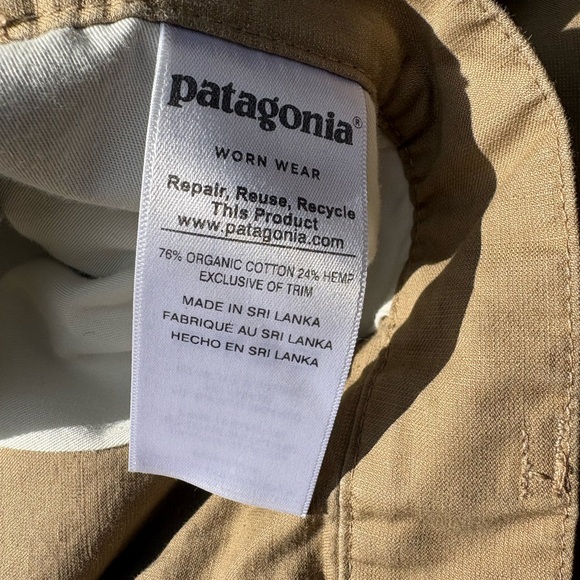 patagonia®
WORN WEAR
Repair, Reuse, Recycle
This Product
www.patagonia.com
76% ORGANIC COTTON 24% HEMP
EXCLUSIVE OF TRIM
MADE IN SRI LANKA
FABRIQUÉ AU SRI LANKA
HECHO EN SRI LANKA